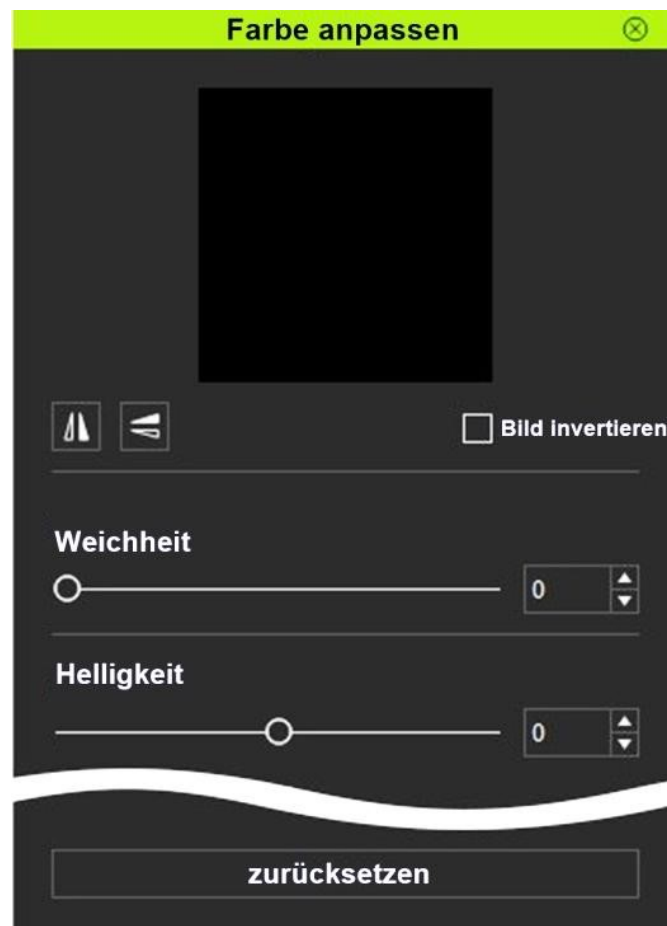 Farbe anpassen
Bild invertieren
Weichheit
0
Helligkeit
0
zurücksetzen